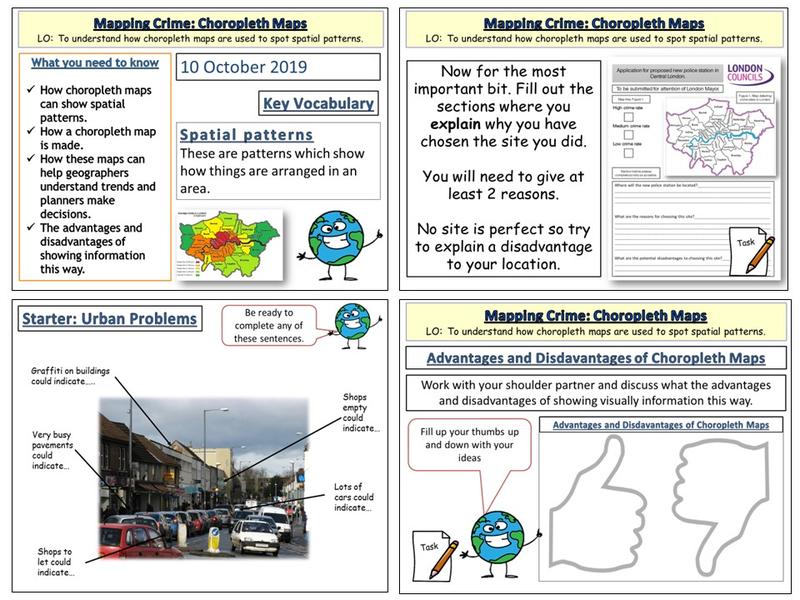 Mapping Crime: Choropleth Maps
LO: To understand how choropleth maps are used to spot spatial patterns.
What you need to know
✓ How choropleth maps
can show spatial
patterns.
✓ How a choropleth map
is made.
✓ How these maps can
help geographers
understand trends and
planners make
decisions.
✓ The advantages and
disadvantages of
showing information
this way.
10 October 2019
Key Vocabulary
Spatial patterns
These are patterns which show
how things are arranged in an
area.
Mapping Crime: Choropleth Maps
LO: To understand how choropleth maps are used to spot spatial patterns.
Now for the most
important bit. Fill out the
sections where you
explain why you have
chosen the site you did.
You will need to give at
least 2 reasons.
No site is perfect so try
to explain a disadvantage
to your location.
Application for proposed new police station in
Central London.
LONDON
COUNCILS
To be submitted for attention of London Mayor
High crime rate
Medium crime
rate
Low crime rate
Where will the new police station be located?
What are the reasons for choosing this site?
What are the potential disadvantages to choosing this site?
Task
Starter: Urban Problems
Be ready to
complete any of
these sentences.
Graffiti on buildings
could indicate.....
Shops
empty
could
indicate...
Very busy
pavements
could
indicate...
Lots of
cars could
indicate...
Shops to
let could
indicate...
Mapping Crime: Choropleth Maps
LO: To understand how choropleth maps are used to spot spatial patterns.
Advantages and Disdavantages of Choropleth Maps
Work with your shoulder partner and discuss what the advantages
and disadvantages of showing visually information this way.
Fill up your thumbs up
and down with your
ideas
Advantages and Disdavantages of Choropleth Maps
Task